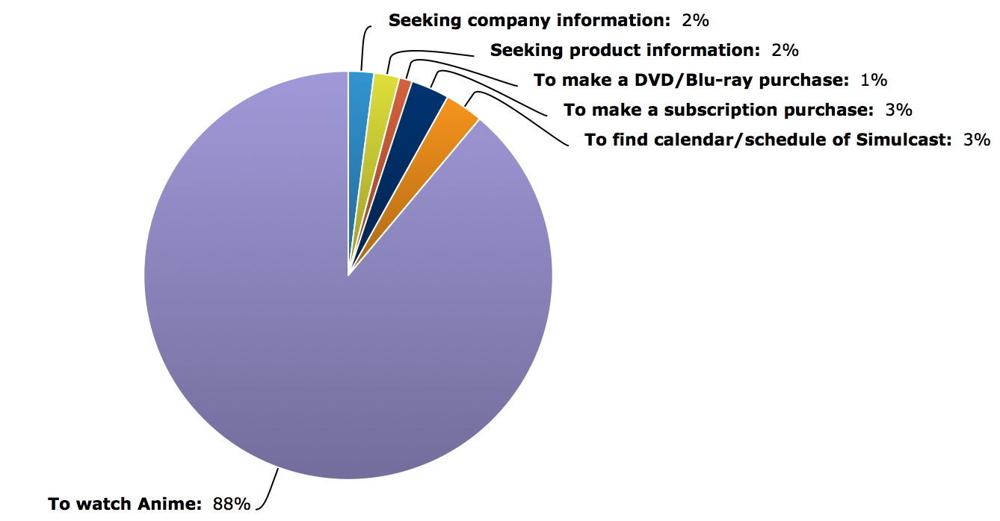 Seeking company information: 2%
Seeking product information: 2%
To make a DVD/Blu-ray purchase: 1%
To make a subscription purchase: 3%
To find calendar/schedule of Simulcast: 3%
To watch Anime: 88%